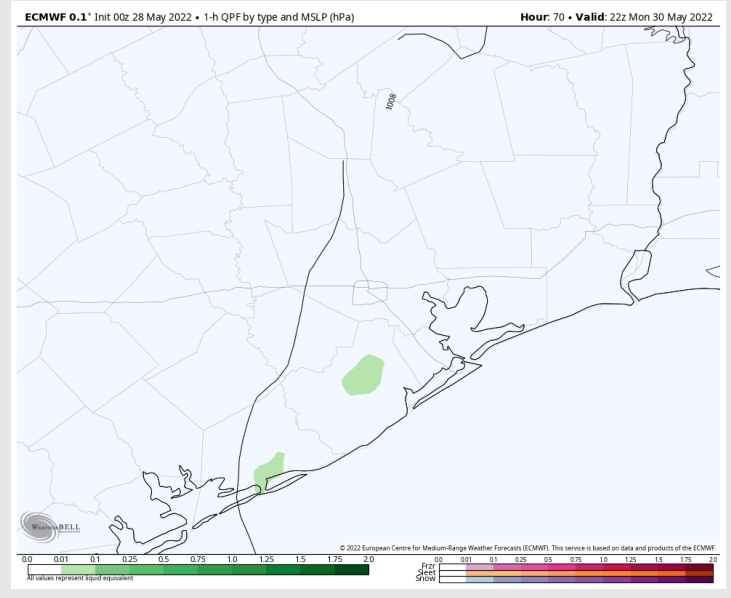 ECMWF 0.1° Init 00z 28 May 2022 • 1-h QPF by type and MSLP (hPa) Hour: 70 • Valid: 22z Mon 30 May 2022
1008
WeatherBELL
© 2022 European Centre for Medium-Range Weather Forecasts (ECMWF). This service is based on data and products of the ECMWF.
0.0 0.01 0.1 0.25 0.5 0.75 1.0 1.25 1.5 1.75 2.0
0.0 0.01 0.1 0.25 0.5 0.75 1.0 1.25 1.5 1.75 2.0
Frzr
Sleet
Snow
All values represent liquid equivalent